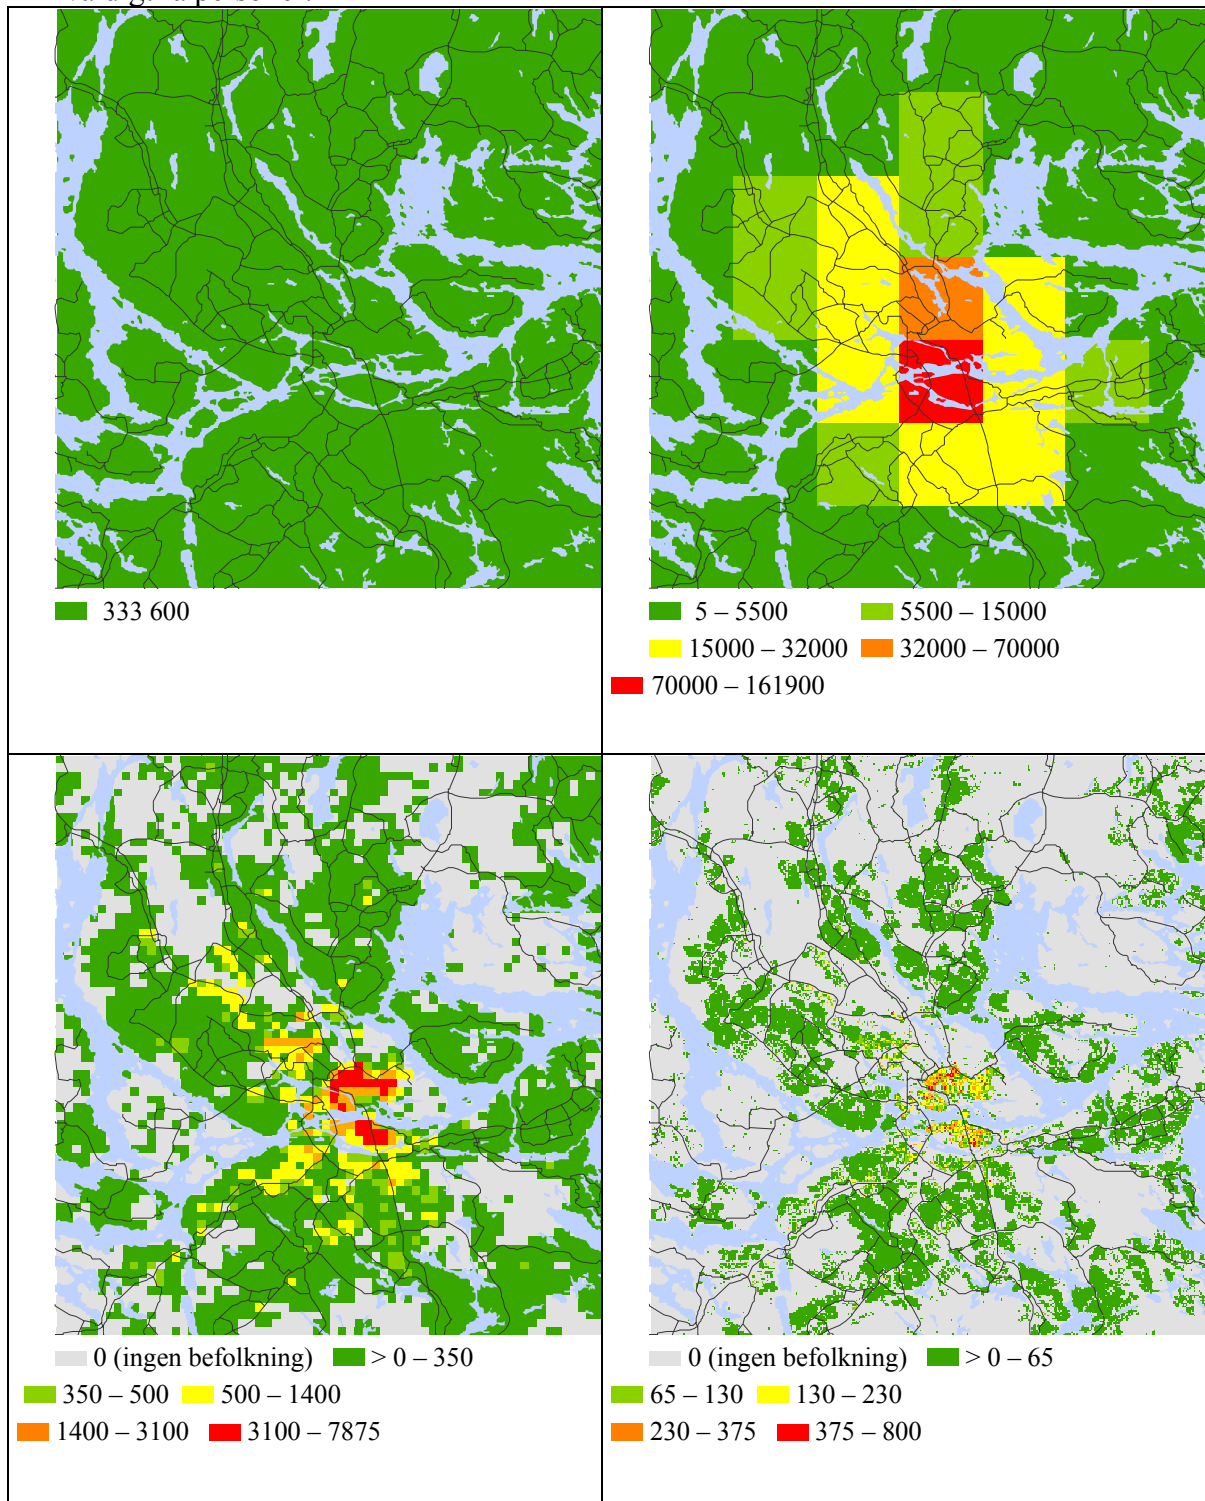 333 600
5 – 5500 5500 – 15000
15000 – 32000 32000 – 70000
70000 – 161900
0 (ingen befolkning) > 0 – 350
350 – 500 500 – 1400
1400 – 3100 3100 – 7875
0 (ingen befolkning) > 0 – 65
65 – 130 130 – 230
230 – 375 375 – 800